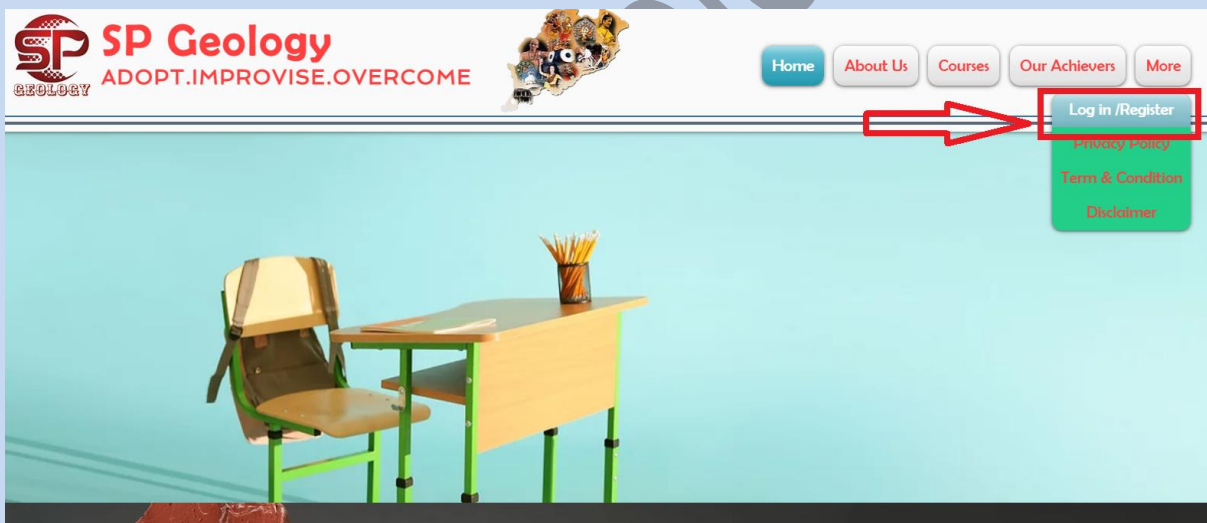 SP
GEOLOGY
SP Geology
ADOPT.IMPROVISE.OVERCOME
Home
About Us
Courses
Our Achievers
More
Log in /Register
Privacy Policy
Term & Condition
Disclaimer